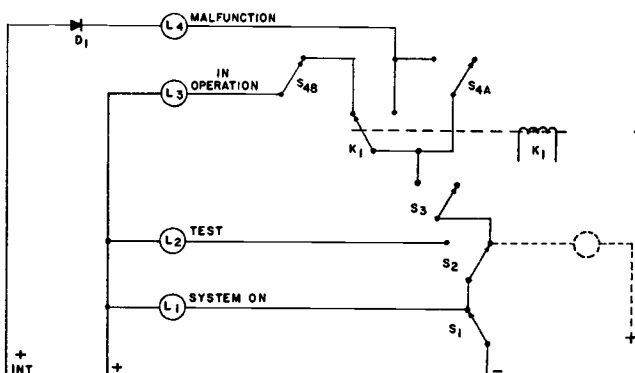 L4 MALFUNCTION
D1
L3 IN OPERATION
S4B
S4A
K1
K1
S3
L2 TEST
S2
L1 SYSTEM ON
S1
+
INT
+
-
+